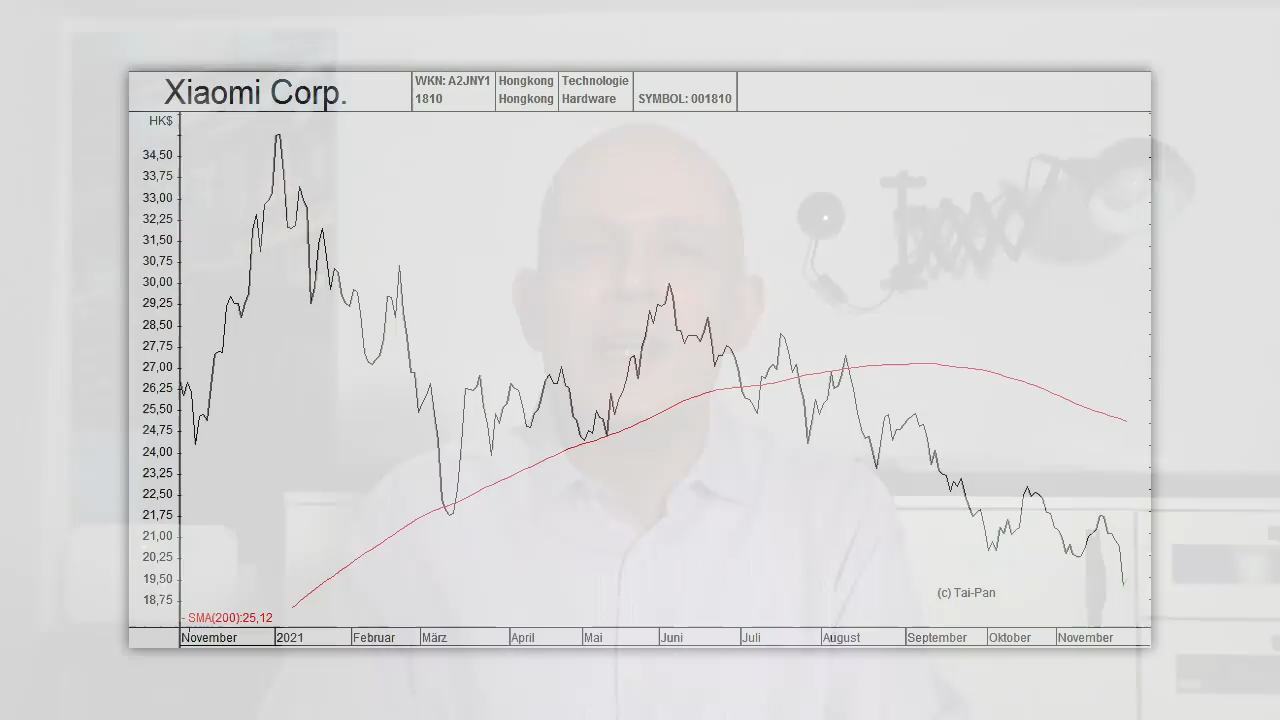 Xiaomi Corp.
WKN: A2JNY1
1810
Hongkong
Hongkong
Technologie
Hardware
SYMBOL: 001810
HK$
34,50
33,75
33,00
32,25
31,50
30,75
30,00
29,25
28,50
27,75
27,00
26,25
25,50
24,75
24,00
23,25
22,50
21,75
21,00
20,25
19,50
18,75
- SMA(200):25,12
(c) Tai-Pan
November 2021 Februar März April Mai Juni Juli August September Oktober November